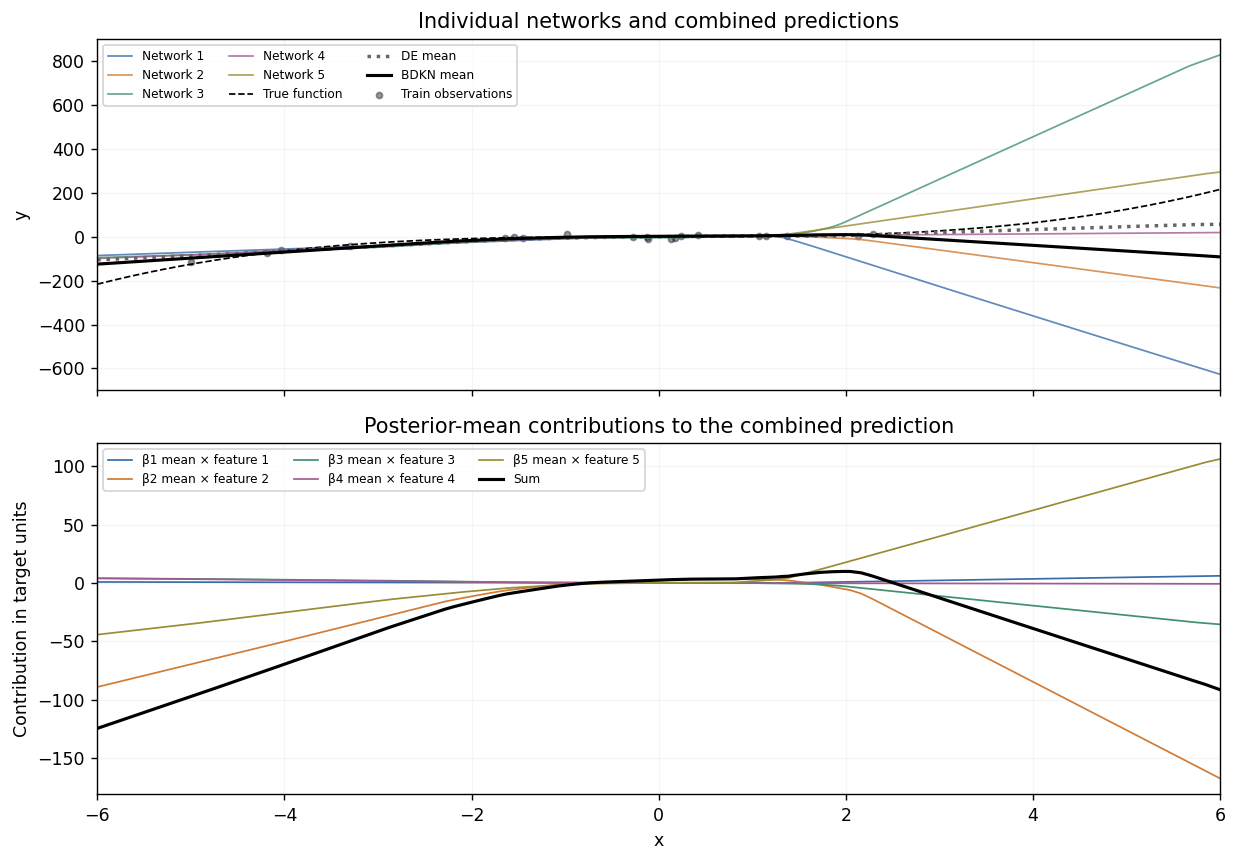 Individual networks and combined predictions
Network 1
Network 2
Network 3
Network 4
Network 5
True function
DE mean
BDKN mean
Train observations
800
600
400
200
0
−200
−400
−600
y
Posterior-mean contributions to the combined prediction
β1 mean × feature 1
β2 mean × feature 2
β3 mean × feature 3
β4 mean × feature 4
β5 mean × feature 5
Sum
100
50
0
−50
−100
−150
Contribution in target units
−6
−4
−2
0
2
4
6
x